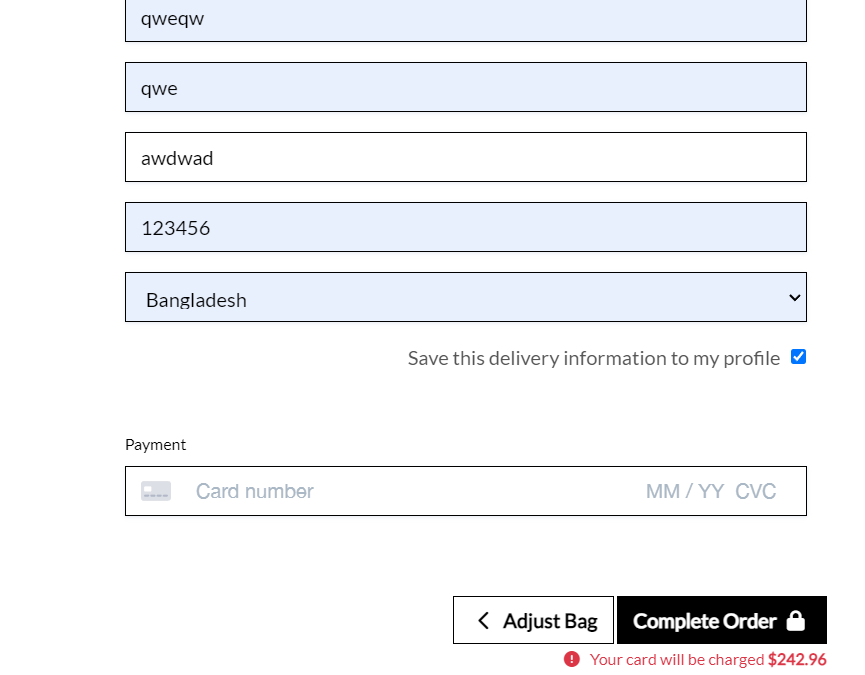 qweqw
qwe
awdwad
123456
Bangladesh
Save this delivery information to my profile
Payment
Card number MM / YY CVC
Adjust Bag Complete Order
Your card will be charged $242.96